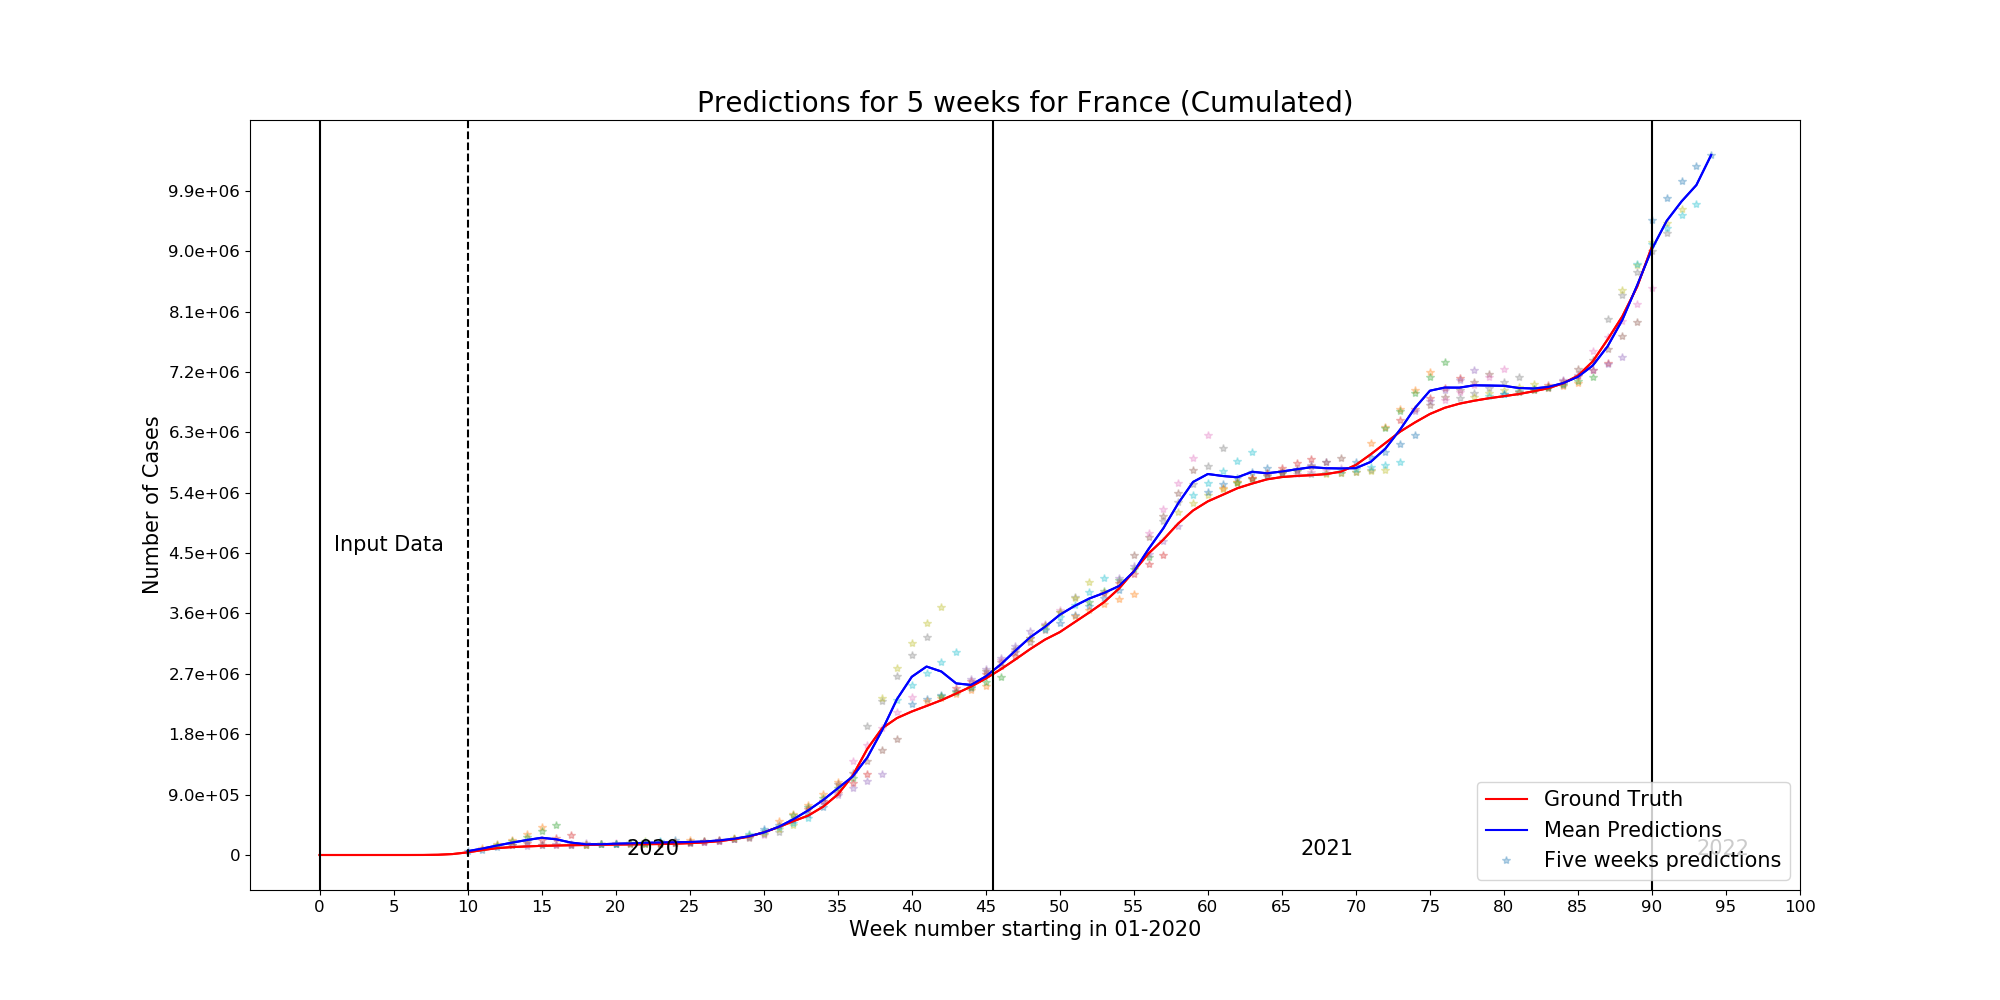 Predictions for 5 weeks for France (Cumulated)
9.9e+06
9.0e+06
8.1e+06
7.2e+06
6.3e+06
5.4e+06
4.5e+06
3.6e+06
2.7e+06
1.8e+06
9.0e+05
0
Number of Cases
Input Data
2020
2021
2022
Ground Truth
Mean Predictions
Five weeks predictions
0 5 10 15 20 25 30 35 40 45 50 55 60 65 70 75 80 85 90 95 100
Week number starting in 01-2020